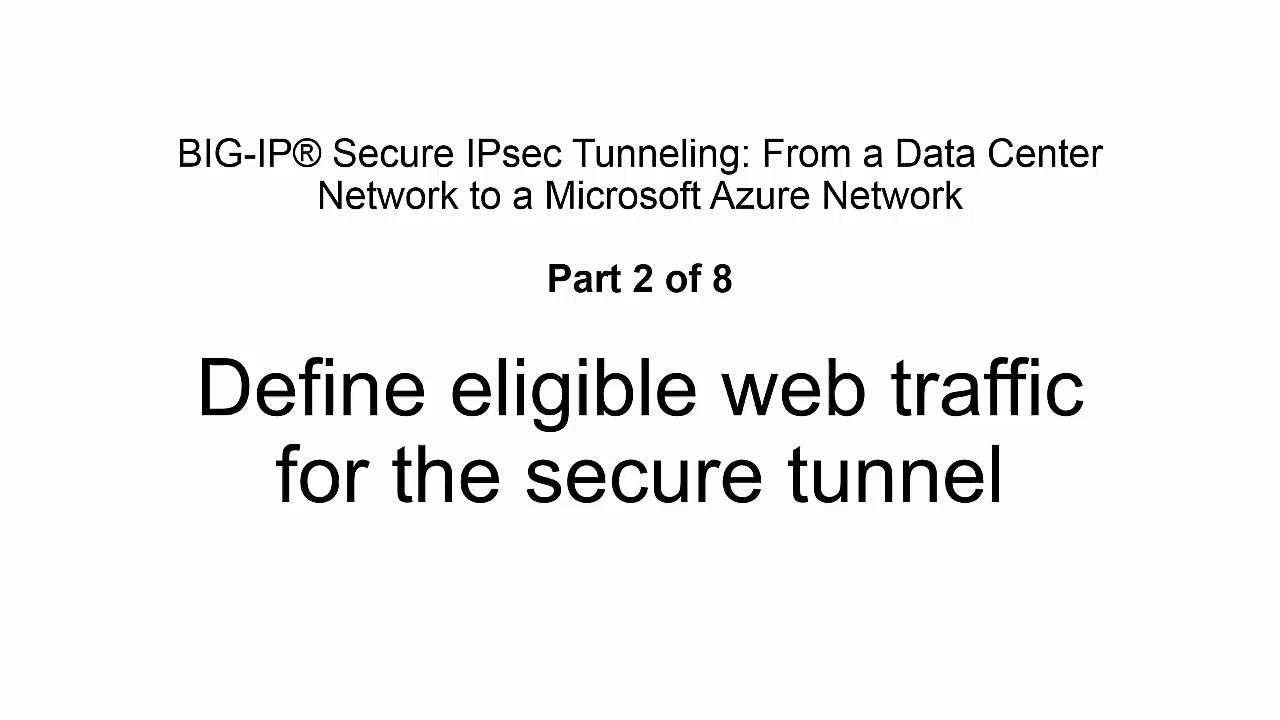 BIG-IP® Secure IPsec Tunneling: From a Data Center
Network to a Microsoft Azure Network
Part 2 of 8
Define eligible web traffic
for the secure tunnel